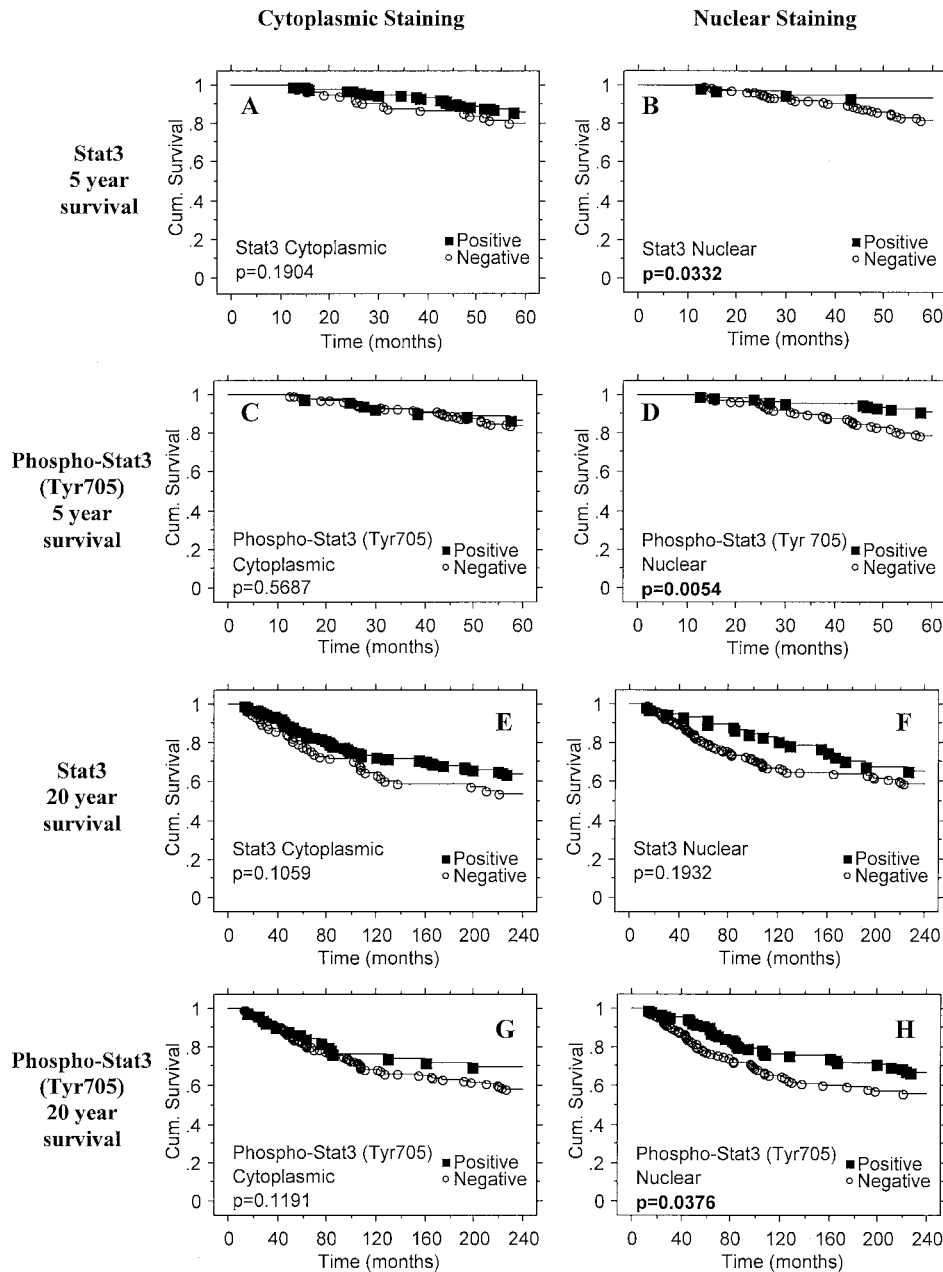 Cytoplasmic Staining
Nuclear Staining
Stat3
5 year
survival
Cum. Survival
1
.8
.6
.4
.2
0
A
Stat3 Cytoplasmic
p=0.1904
Positive
Negative
0 10 20 30 40 50 60
Time (months)
Cum. Survival
1
.8
.6
.4
.2
0
B
Stat3 Nuclear
p=0.0332
Positive
Negative
0 10 20 30 40 50 60
Time (months)
Phospho-Stat3
(Tyr705)
5 year
survival
Cum. Survival
1
.8
.6
.4
.2
0
C
Phospho-Stat3 (Tyr705)
Cytoplasmic
p=0.5687
Positive
Negative
0 10 20 30 40 50 60
Time (months)
Cum. Survival
1
.8
.6
.4
.2
0
D
Phospho-Stat3 (Tyr 705)
Nuclear
p=0.0054
Positive
Negative
0 10 20 30 40 50 60
Time (months)
Stat3
20 year
survival
Cum. Survival
1
.8
.6
.4
.2
0
E
Stat3 Cytoplasmic
p=0.1059
Positive
Negative
0 40 80 120 160 200 240
Time (months)
Cum. Survival
1
.8
.6
.4
.2
0
F
Stat3 Nuclear
p=0.1932
Positive
Negative
0 40 80 120 160 200 240
Time (months)
Phospho-Stat3
(Tyr705)
20 year
survival
Cum. Survival
1
.8
.6
.4
.2
0
G
Phospho-Stat3 (Tyr705)
Cytoplasmic
p=0.1191
Positive
Negative
0 40 80 120 160 200 240
Time (months)
Cum. Survival
1
.8
.6
.4
.2
0
H
Phospho-Stat3 (Tyr705)
Nuclear
p=0.0376
Positive
Negative
0 40 80 120 160 200 240
Time (months)